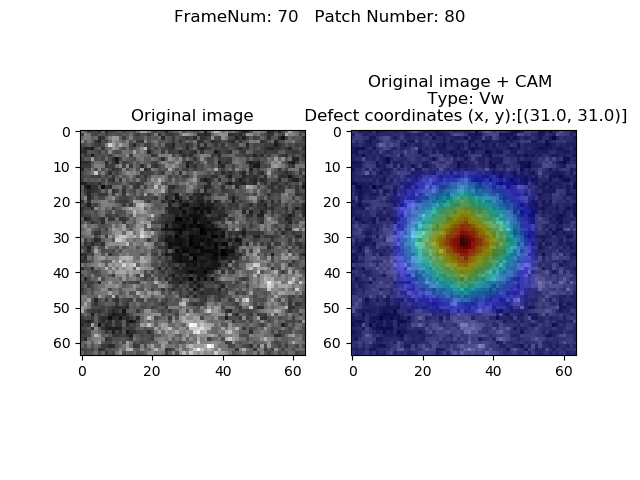 FrameNum: 70   Patch Number: 80
Original image
0
10
20
30
40
50
60
0 20 40 60
Original image + CAM
Type: Vw
Defect coordinates (x, y):[(31.0, 31.0)]
0
10
20
30
40
50
60
0 20 40 60